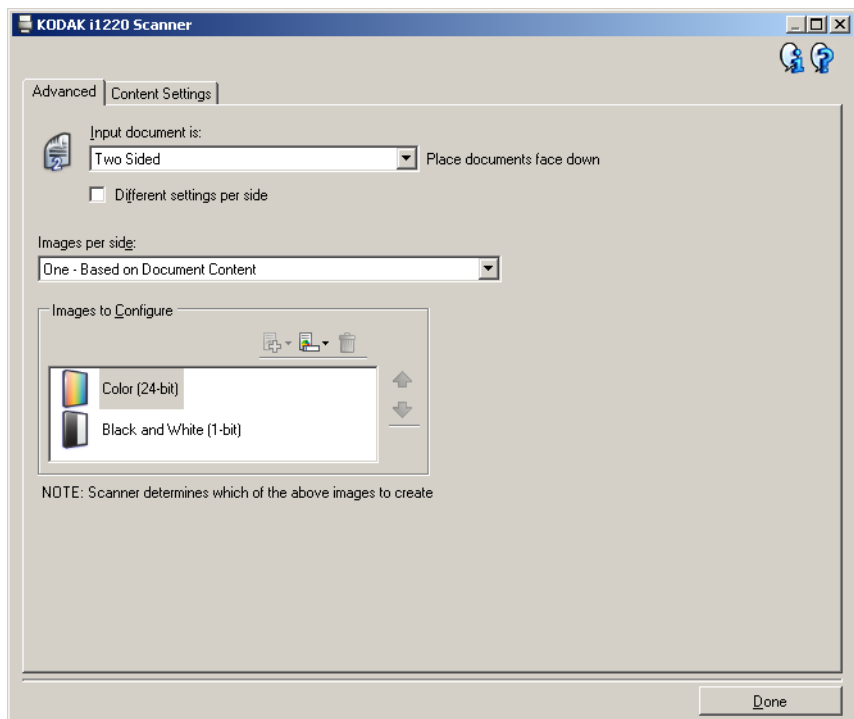 KODAK i1220 Scanner
Advanced
Content Settings
Input document is:
Two Sided
Place documents face down
Different settings per side
Images per side:
One - Based on Document Content
Images to Configure
Color (24-bit)
Black and White (1-bit)
NOTE: Scanner determines which of the above images to create
Done